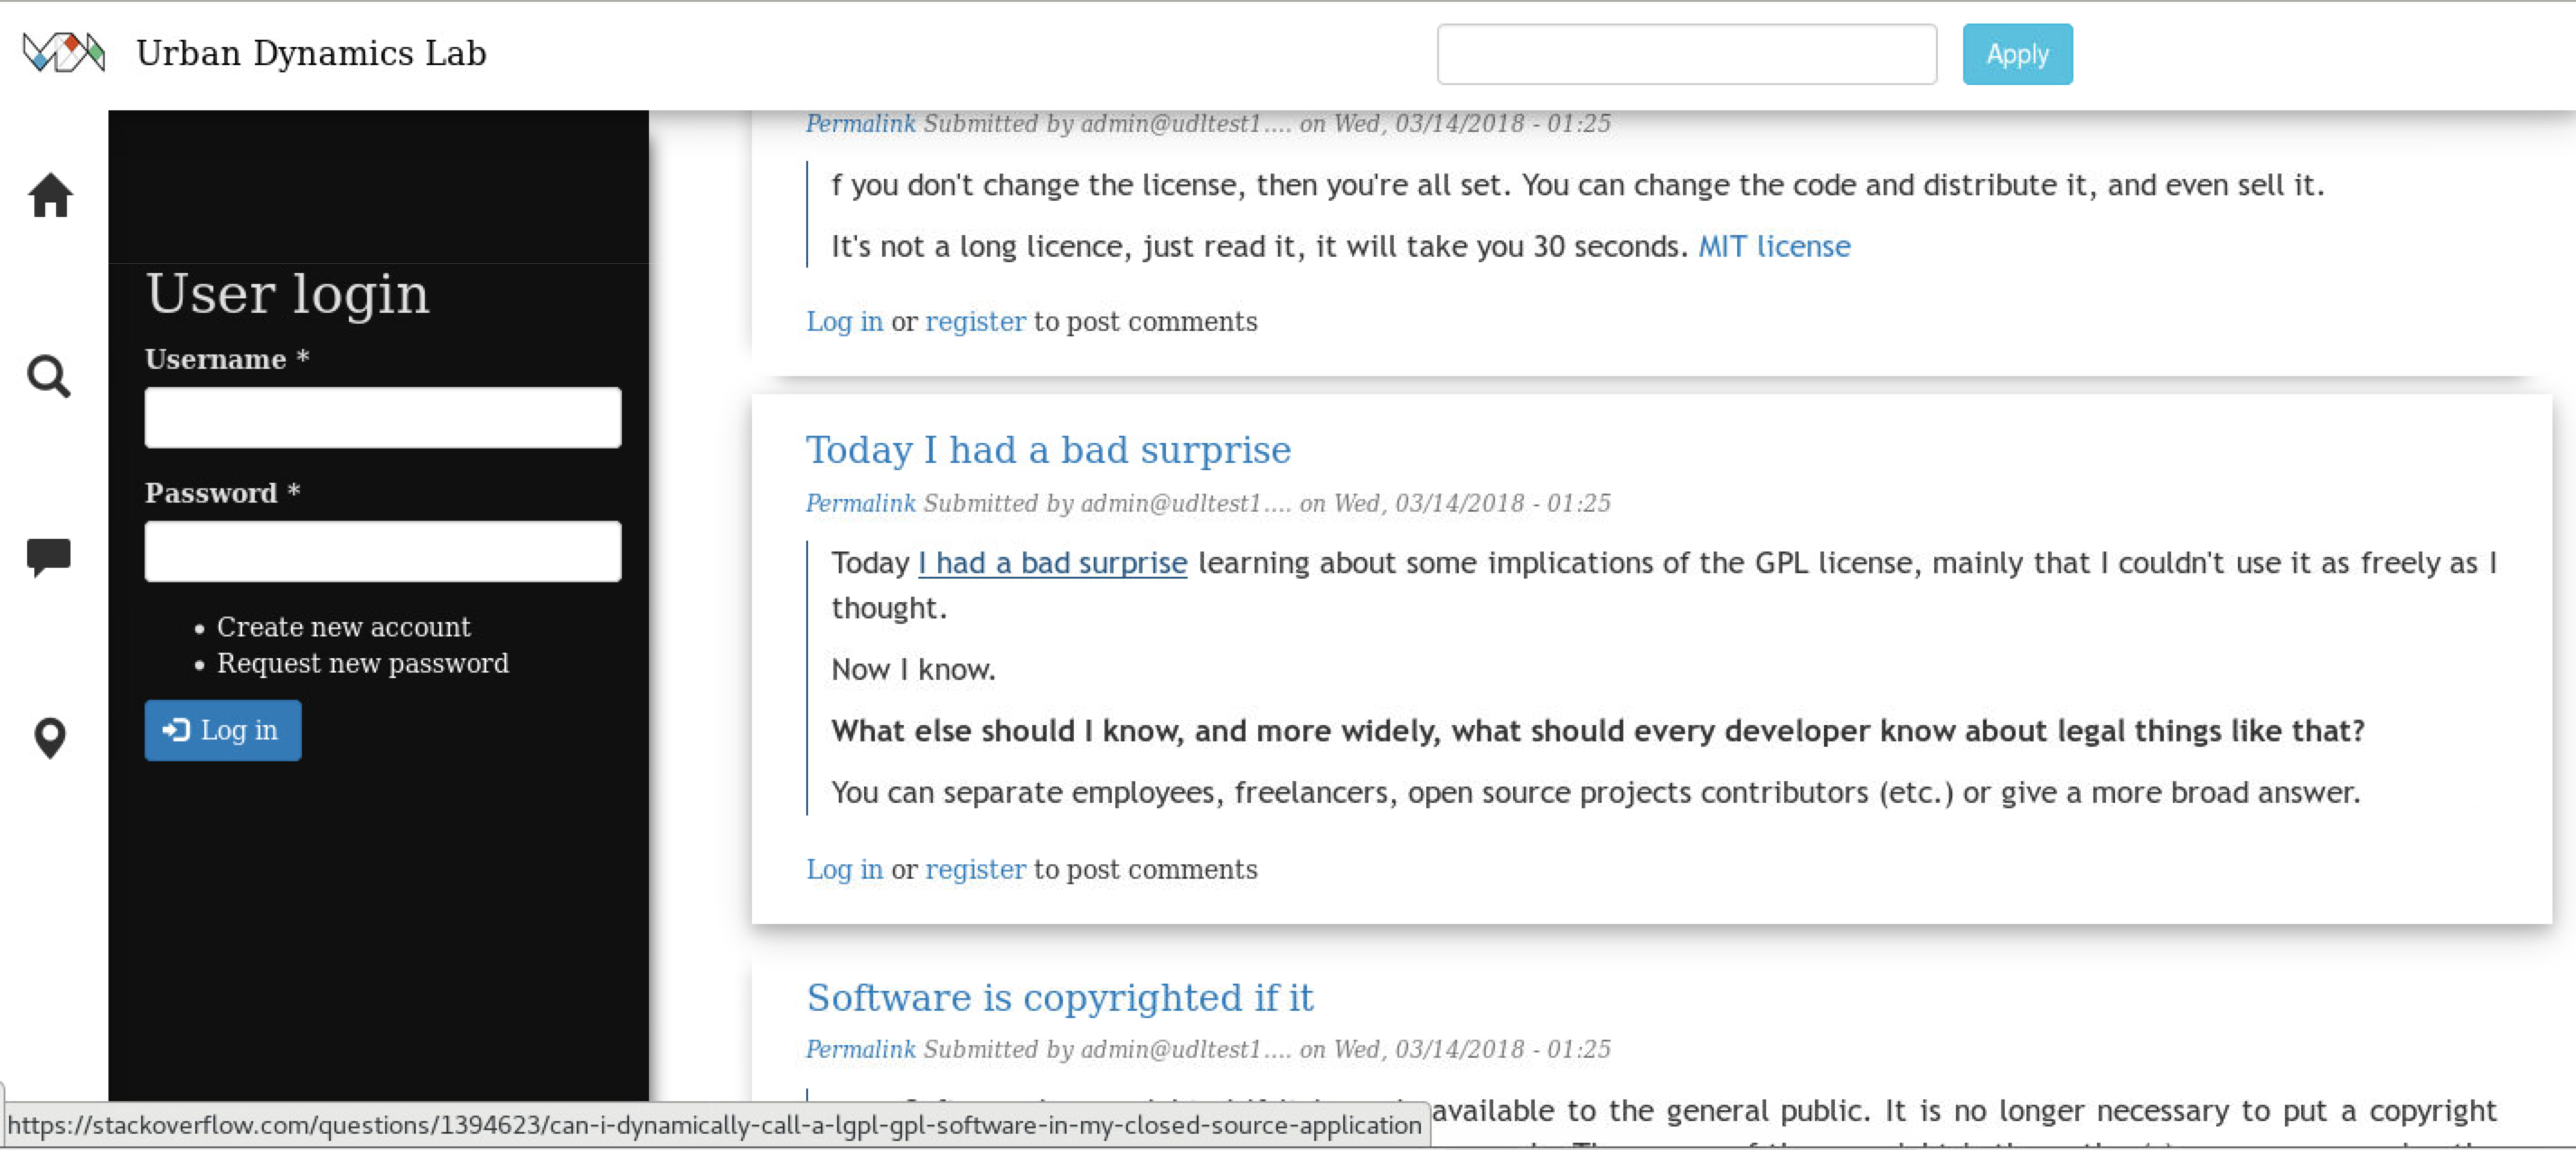 Urban Dynamics Lab
Apply
User login
Username *
Password *
Create new account
Request new password
Log in
Permalink Submitted by admin@udltest1.... on Wed, 03/14/2018 - 01:25
f you don't change the license, then you're all set. You can change the code and distribute it, and even sell it.
It's not a long licence, just read it, it will take you 30 seconds. MIT license
Log in or register to post comments
Today I had a bad surprise
Permalink Submitted by admin@udltest1.... on Wed, 03/14/2018 - 01:25
Today I had a bad surprise learning about some implications of the GPL license, mainly that I couldn't use it as freely as I
thought.
Now I know.
What else should I know, and more widely, what should every developer know about legal things like that?
You can separate employees, freelancers, open source projects contributors (etc.) or give a more broad answer.
Log in or register to post comments
Software is copyrighted if it
Permalink Submitted by admin@udltest1.... on Wed, 03/14/2018 - 01:25
available to the general public. It is no longer necessary to put a copyright
https://stackoverflow.com/questions/1394623/can-i-dynamically-call-a-lgpl-gpl-software-in-my-closed-source-application